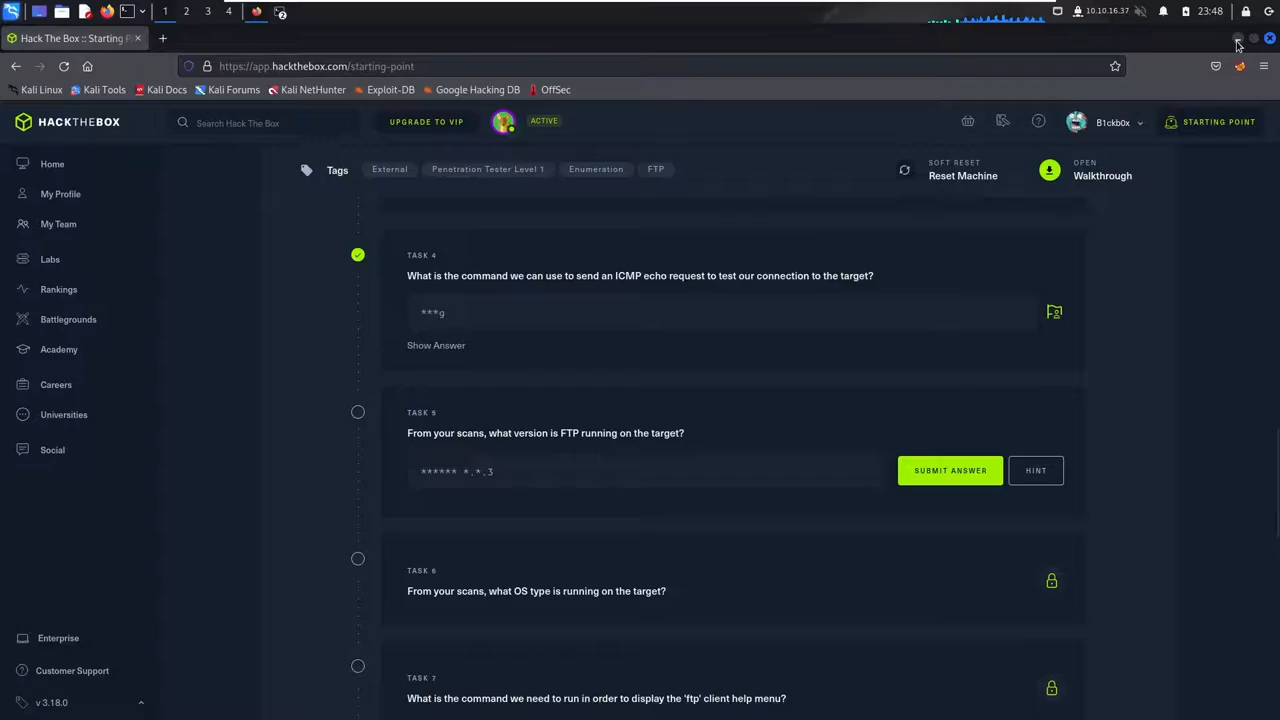 1 2 3 4 2 10.10.16.37 23:48
Hack The Box :: Starting P
https://app.hackthebox.com/starting-point
Kali Linux Kali Tools Kali Docs Kali Forums Kali NetHunter Exploit-DB Google Hacking DB OffSec
HACKTHEBOX Search Hack The Box UPGRADE TO VIP ACTIVE B1ckb0x STARTING POINT
Home
My Profile
My Team
Labs
Rankings
Battlegrounds
Academy
Careers
Universities
Social
Enterprise
Customer Support
v 3.18.0
Tags External Penetration Tester Level 1 Enumeration FTP
SOFT RESET
Reset Machine
OPEN
Walkthrough
TASK 4
What is the command we can use to send an ICMP echo request to test our connection to the target?
***g
Show Answer
TASK 5
From your scans, what version is FTP running on the target?
****** *.*.3
SUBMIT ANSWER HINT
TASK 6
From your scans, what OS type is running on the target?
TASK 7
What is the command we need to run in order to display the 'ftp' client help menu?